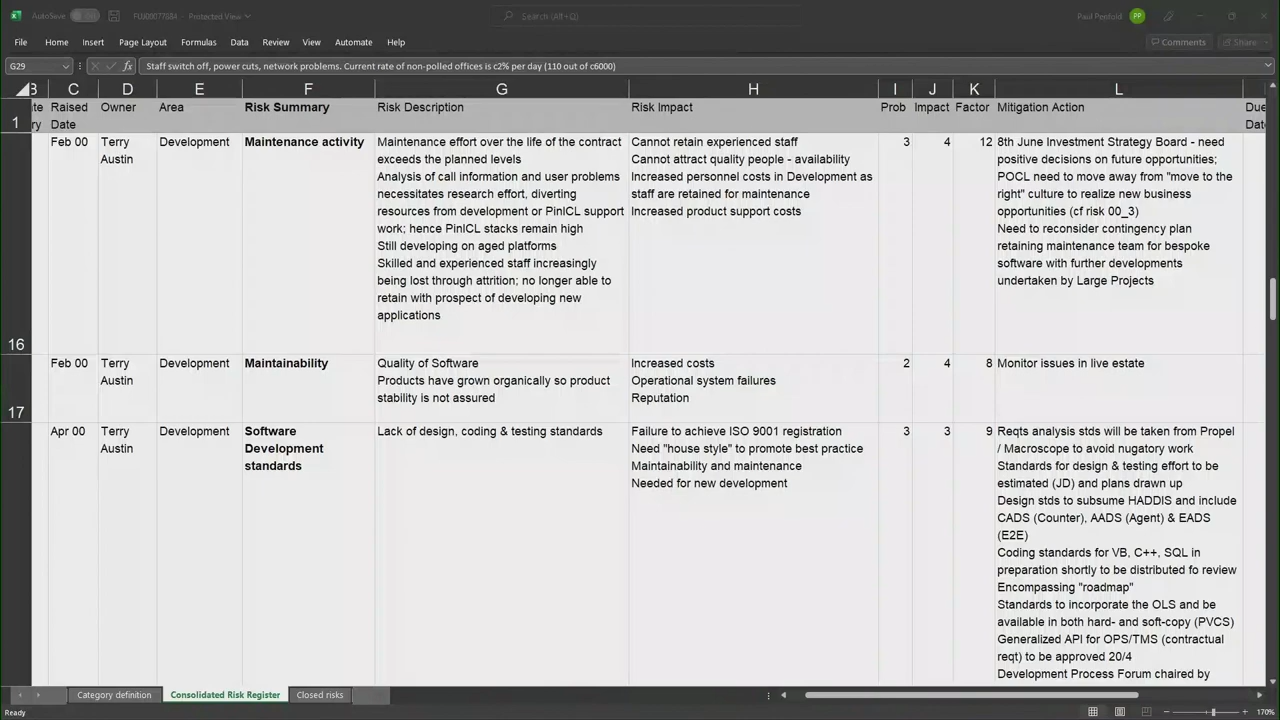 AutoSave
FUJ00077684 - Protected View
Search (Alt+Q)
Paul Penfold
PP
File Home Insert Page Layout Formulas Data Review View Automate Help
Comments
Share
G29
fx
Staff switch off, power cuts, network problems. Current rate of non-polled offices is c2% per day (110 out of c6000)
B C D E F G H I J K L
1
te
ry
Raised
Date
Owner
Area
Risk Summary
Risk Description
Risk Impact
Prob
Impact
Factor
Mitigation Action
Due
Date
16
Feb 00
Terry
Austin
Development
Maintenance activity
Maintenance effort over the life of the contract
exceeds the planned levels
Analysis of call information and user problems
necessitates research effort, diverting
resources from development or PinICL support
work; hence PinICL stacks remain high
Still developing on aged platforms
Skilled and experienced staff increasingly
being lost through attrition; no longer able to
retain with prospect of developing new
applications
Cannot retain experienced staff
Cannot attract quality people - availability
Increased personnel costs in Development as
staff are retained for maintenance
Increased product support costs
3
4
12
8th June Investment Strategy Board - need
positive decisions on future opportunities;
POCL need to move away from "move to the
right" culture to realize new business
opportunities (cf risk 00_3)
Need to reconsider contingency plan
retaining maintenance team for bespoke
software with further developments
undertaken by Large Projects
17
Feb 00
Terry
Austin
Development
Maintainability
Quality of Software
Products have grown organically so product
stability is not assured
Increased costs
Operational system failures
Reputation
2
4
8
Monitor issues in live estate
Apr 00
Terry
Austin
Development
Software
Development
standards
Lack of design, coding & testing standards
Failure to achieve ISO 9001 registration
Need "house style" to promote best practice
Maintainability and maintenance
Needed for new development
3
3
9
Reqts analysis stds will be taken from Propel
/ Macroscope to avoid nugatory work
Standards for design & testing effort to be
estimated (JD) and plans drawn up
Design stds to subsume HADDIS and include
CADS (Counter), AADS (Agent) & EADS
(E2E)
Coding standards for VB, C++, SQL in
preparation shortly to be distributed fo review
Encompassing "roadmap"
Standards to incorporate the OLS and be
available in both hard- and soft-copy (PVCS)
Generalized API for OPS/TMS (contractual
reqt) to be approved 20/4
Development Process Forum chaired by
Category definition
Consolidated Risk Register
Closed risks
Ready
170%